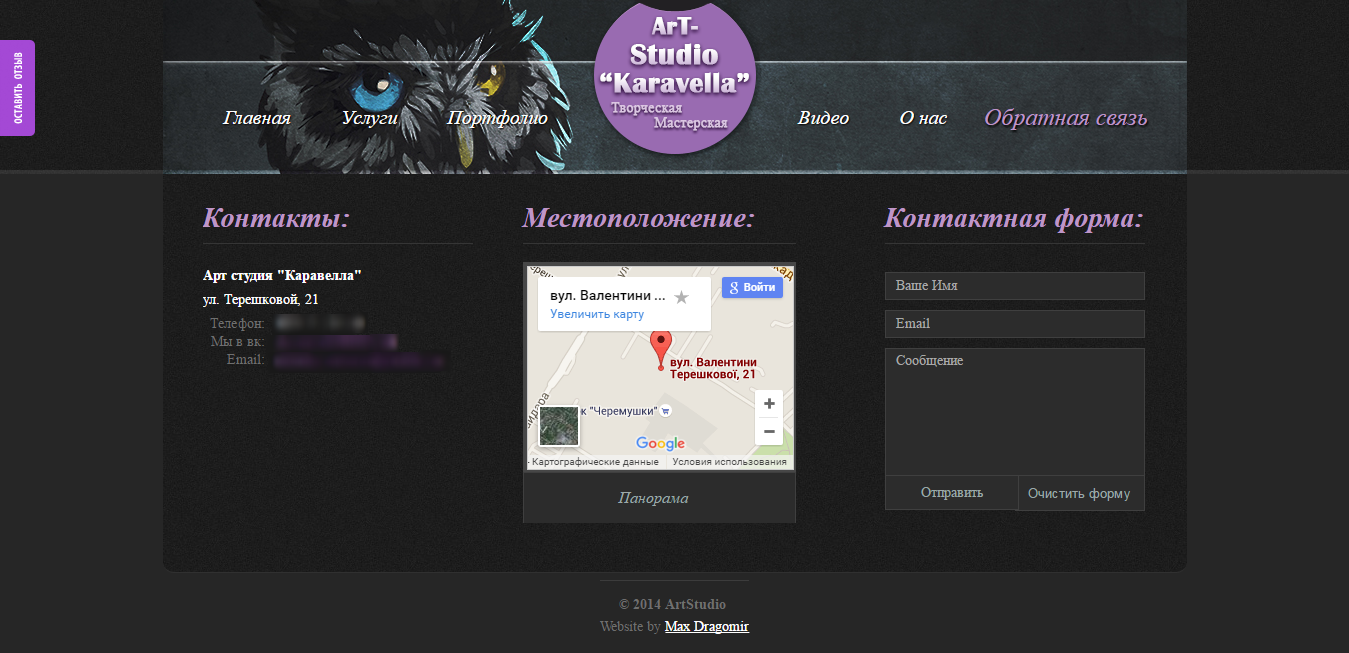 ОСТАВИТЬ ОТЗЫВ
ArT-
Studio
“Karavella”
Творческая
Мастерская
Главная Услуги Портфолио Видео О нас Обратная связь
Контакты:
Арт студия "Каравелла"
ул. Терешковой, 21
Телефон:
Мы в вк:
Email:
Местоположение:
вул. Валентини ...
Увеличить карту
Войти
вул. Валентини
Терешкової, 21
"Черемушки"
Google
Картографические данные Условия использования
Панорама
Контактная форма:
Ваше Имя
Email
Сообщение
Отправить Очистить форму
© 2014 ArtStudio
Website by Max Dragomir